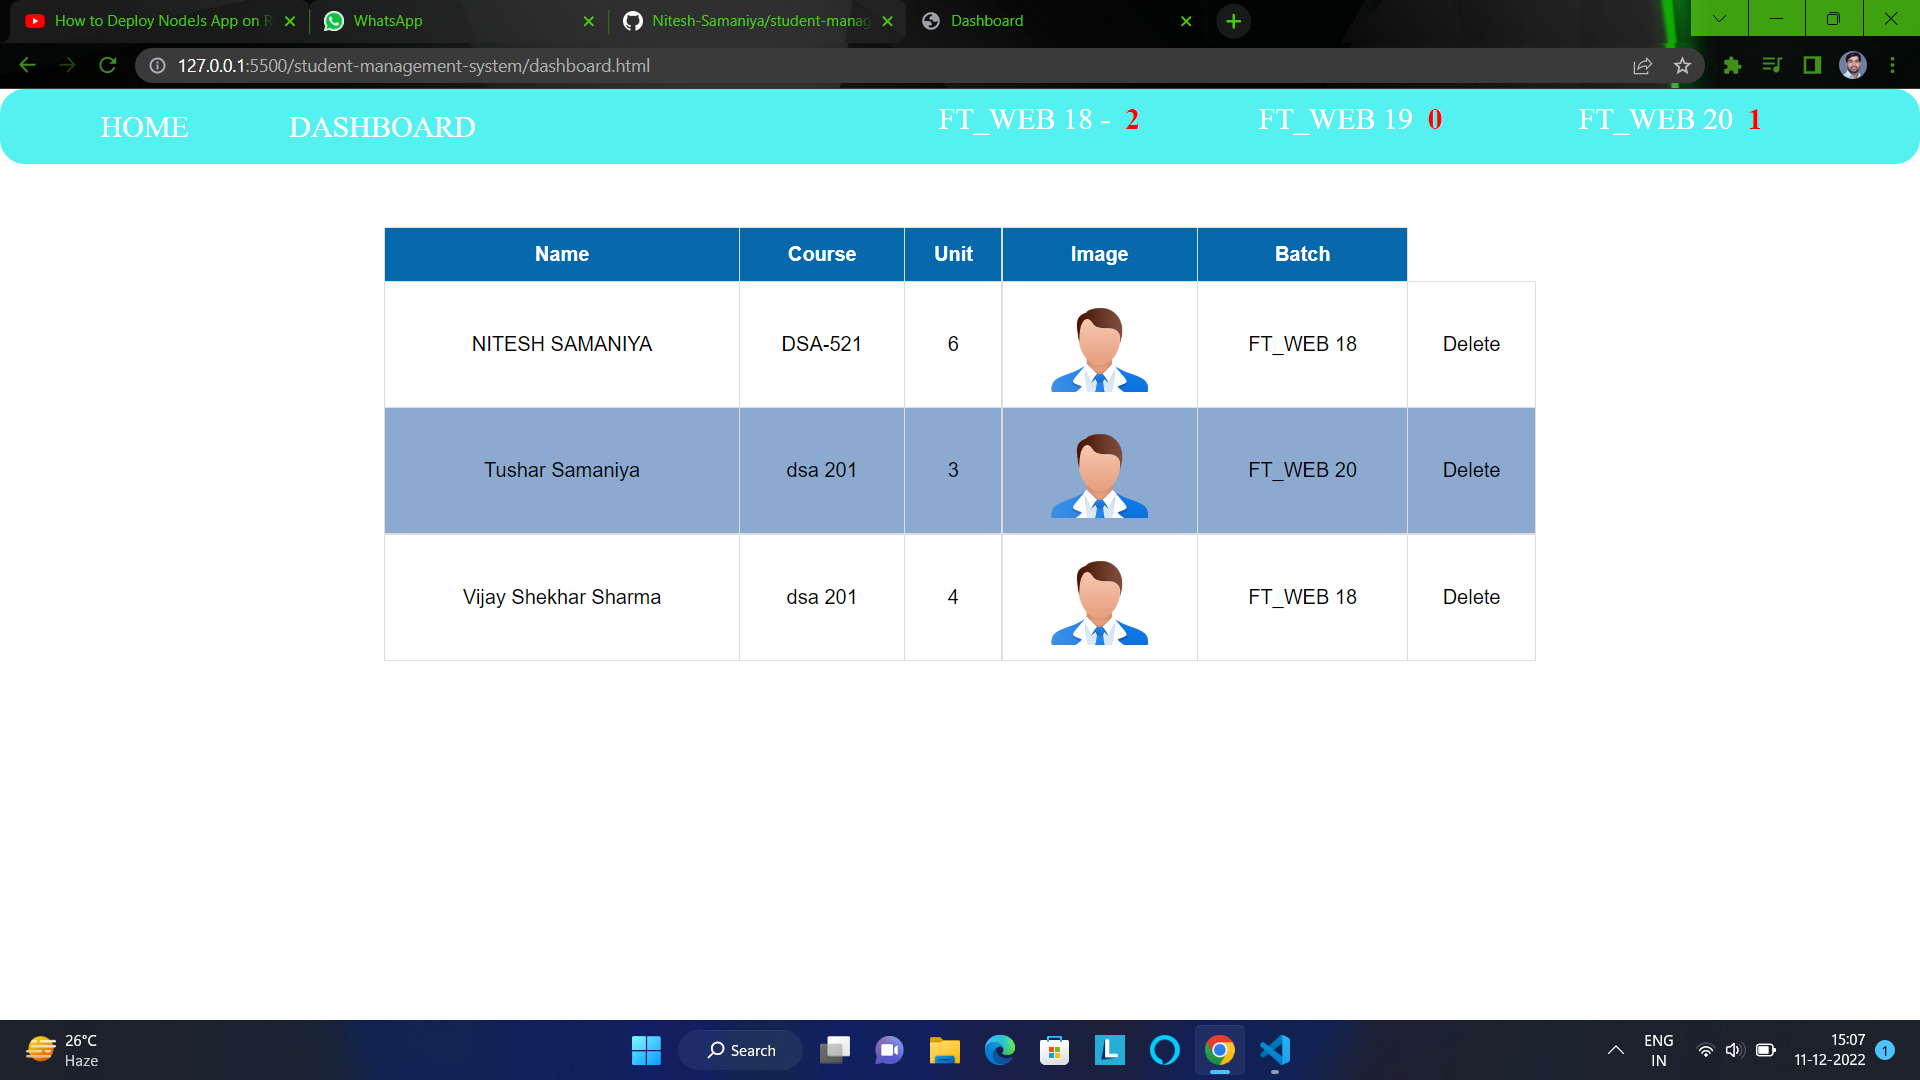 How to Deploy NodeJs App on R
WhatsApp
Nitesh-Samaniya/student-manag
Dashboard
127.0.0.1:5500/student-management-system/dashboard.html
HOME DASHBOARD FT_WEB 18 - 2 FT_WEB 19 0 FT_WEB 20 1
Name Course Unit Image Batch
NITESH SAMANIYA DSA-521 6 FT_WEB 18 Delete
Tushar Samaniya dsa 201 3 FT_WEB 20 Delete
Vijay Shekhar Sharma dsa 201 4 FT_WEB 18 Delete
26°C
Haze
Search
L
ENG
IN
15:07
11-12-2022
1